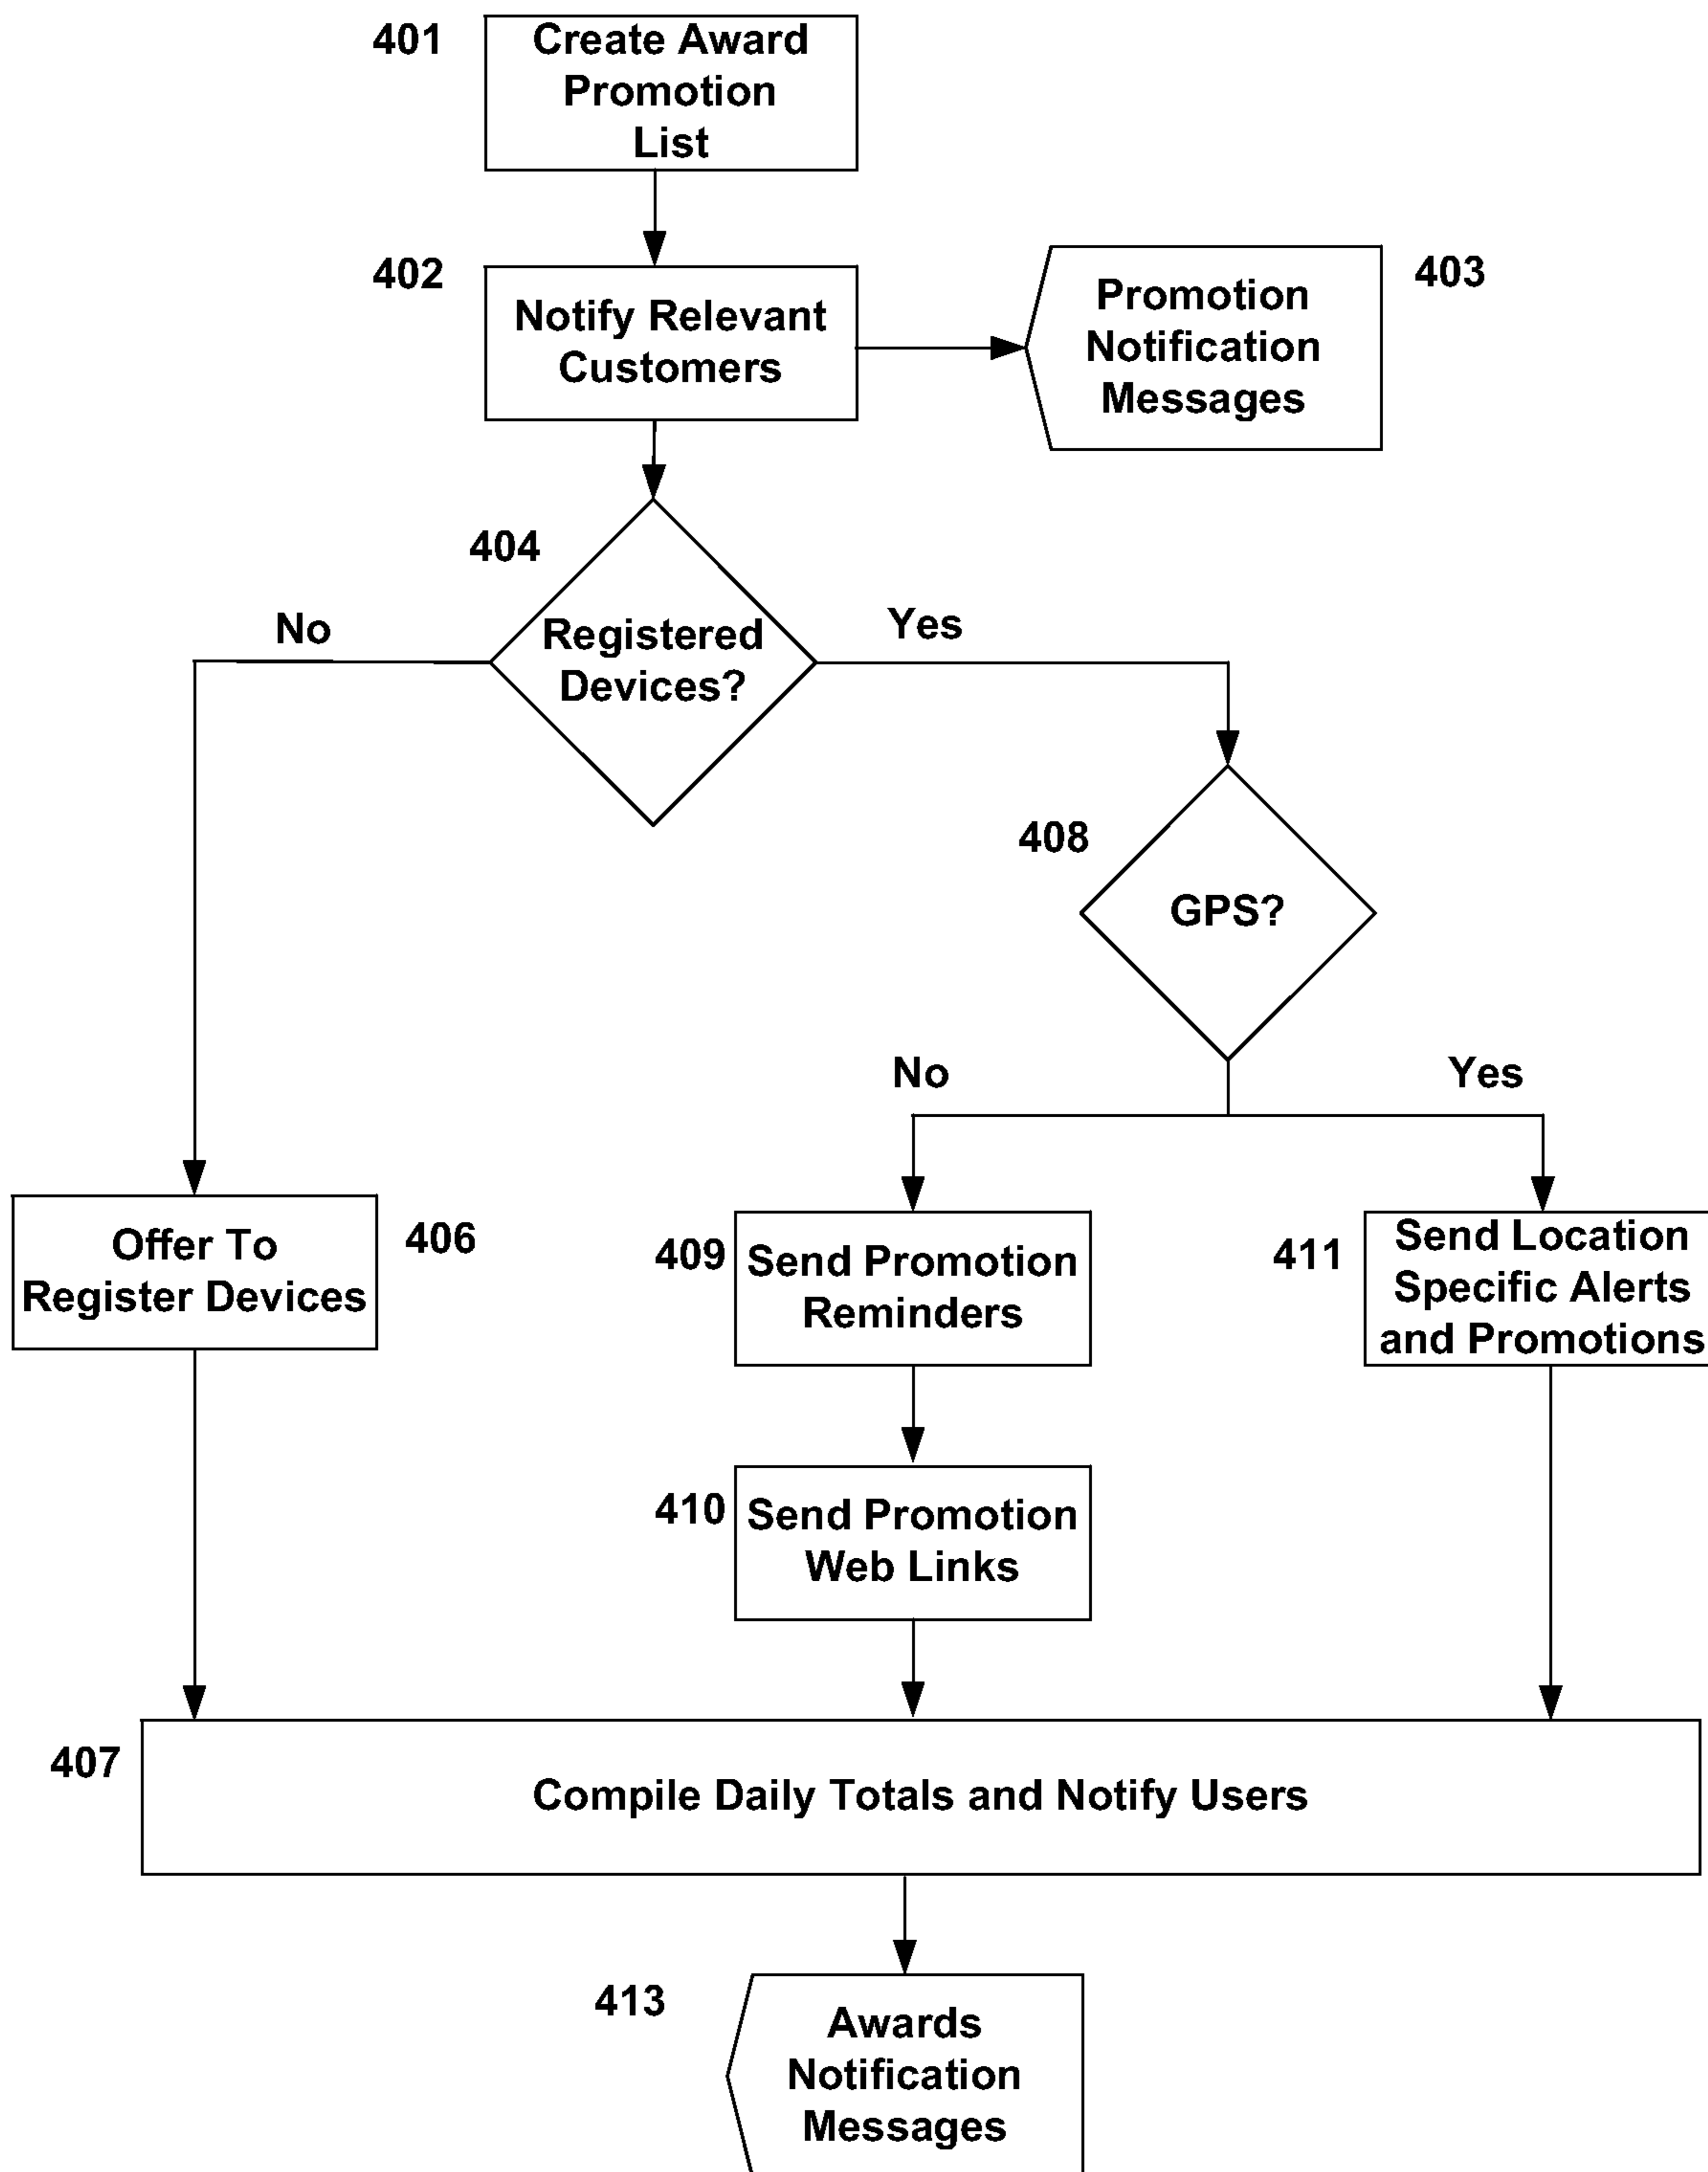 401
Create Award
Promotion
List
402
Notify Relevant
Customers
403
Promotion
Notification
Messages
404
Registered
Devices?
No
Yes
408
GPS?
No
Yes
Offer To
Register Devices
406
409
Send Promotion
Reminders
411
Send Location
Specific Alerts
and Promotions
410
Send Promotion
Web Links
407
Compile Daily Totals and Notify Users
413
Awards
Notification
Messages